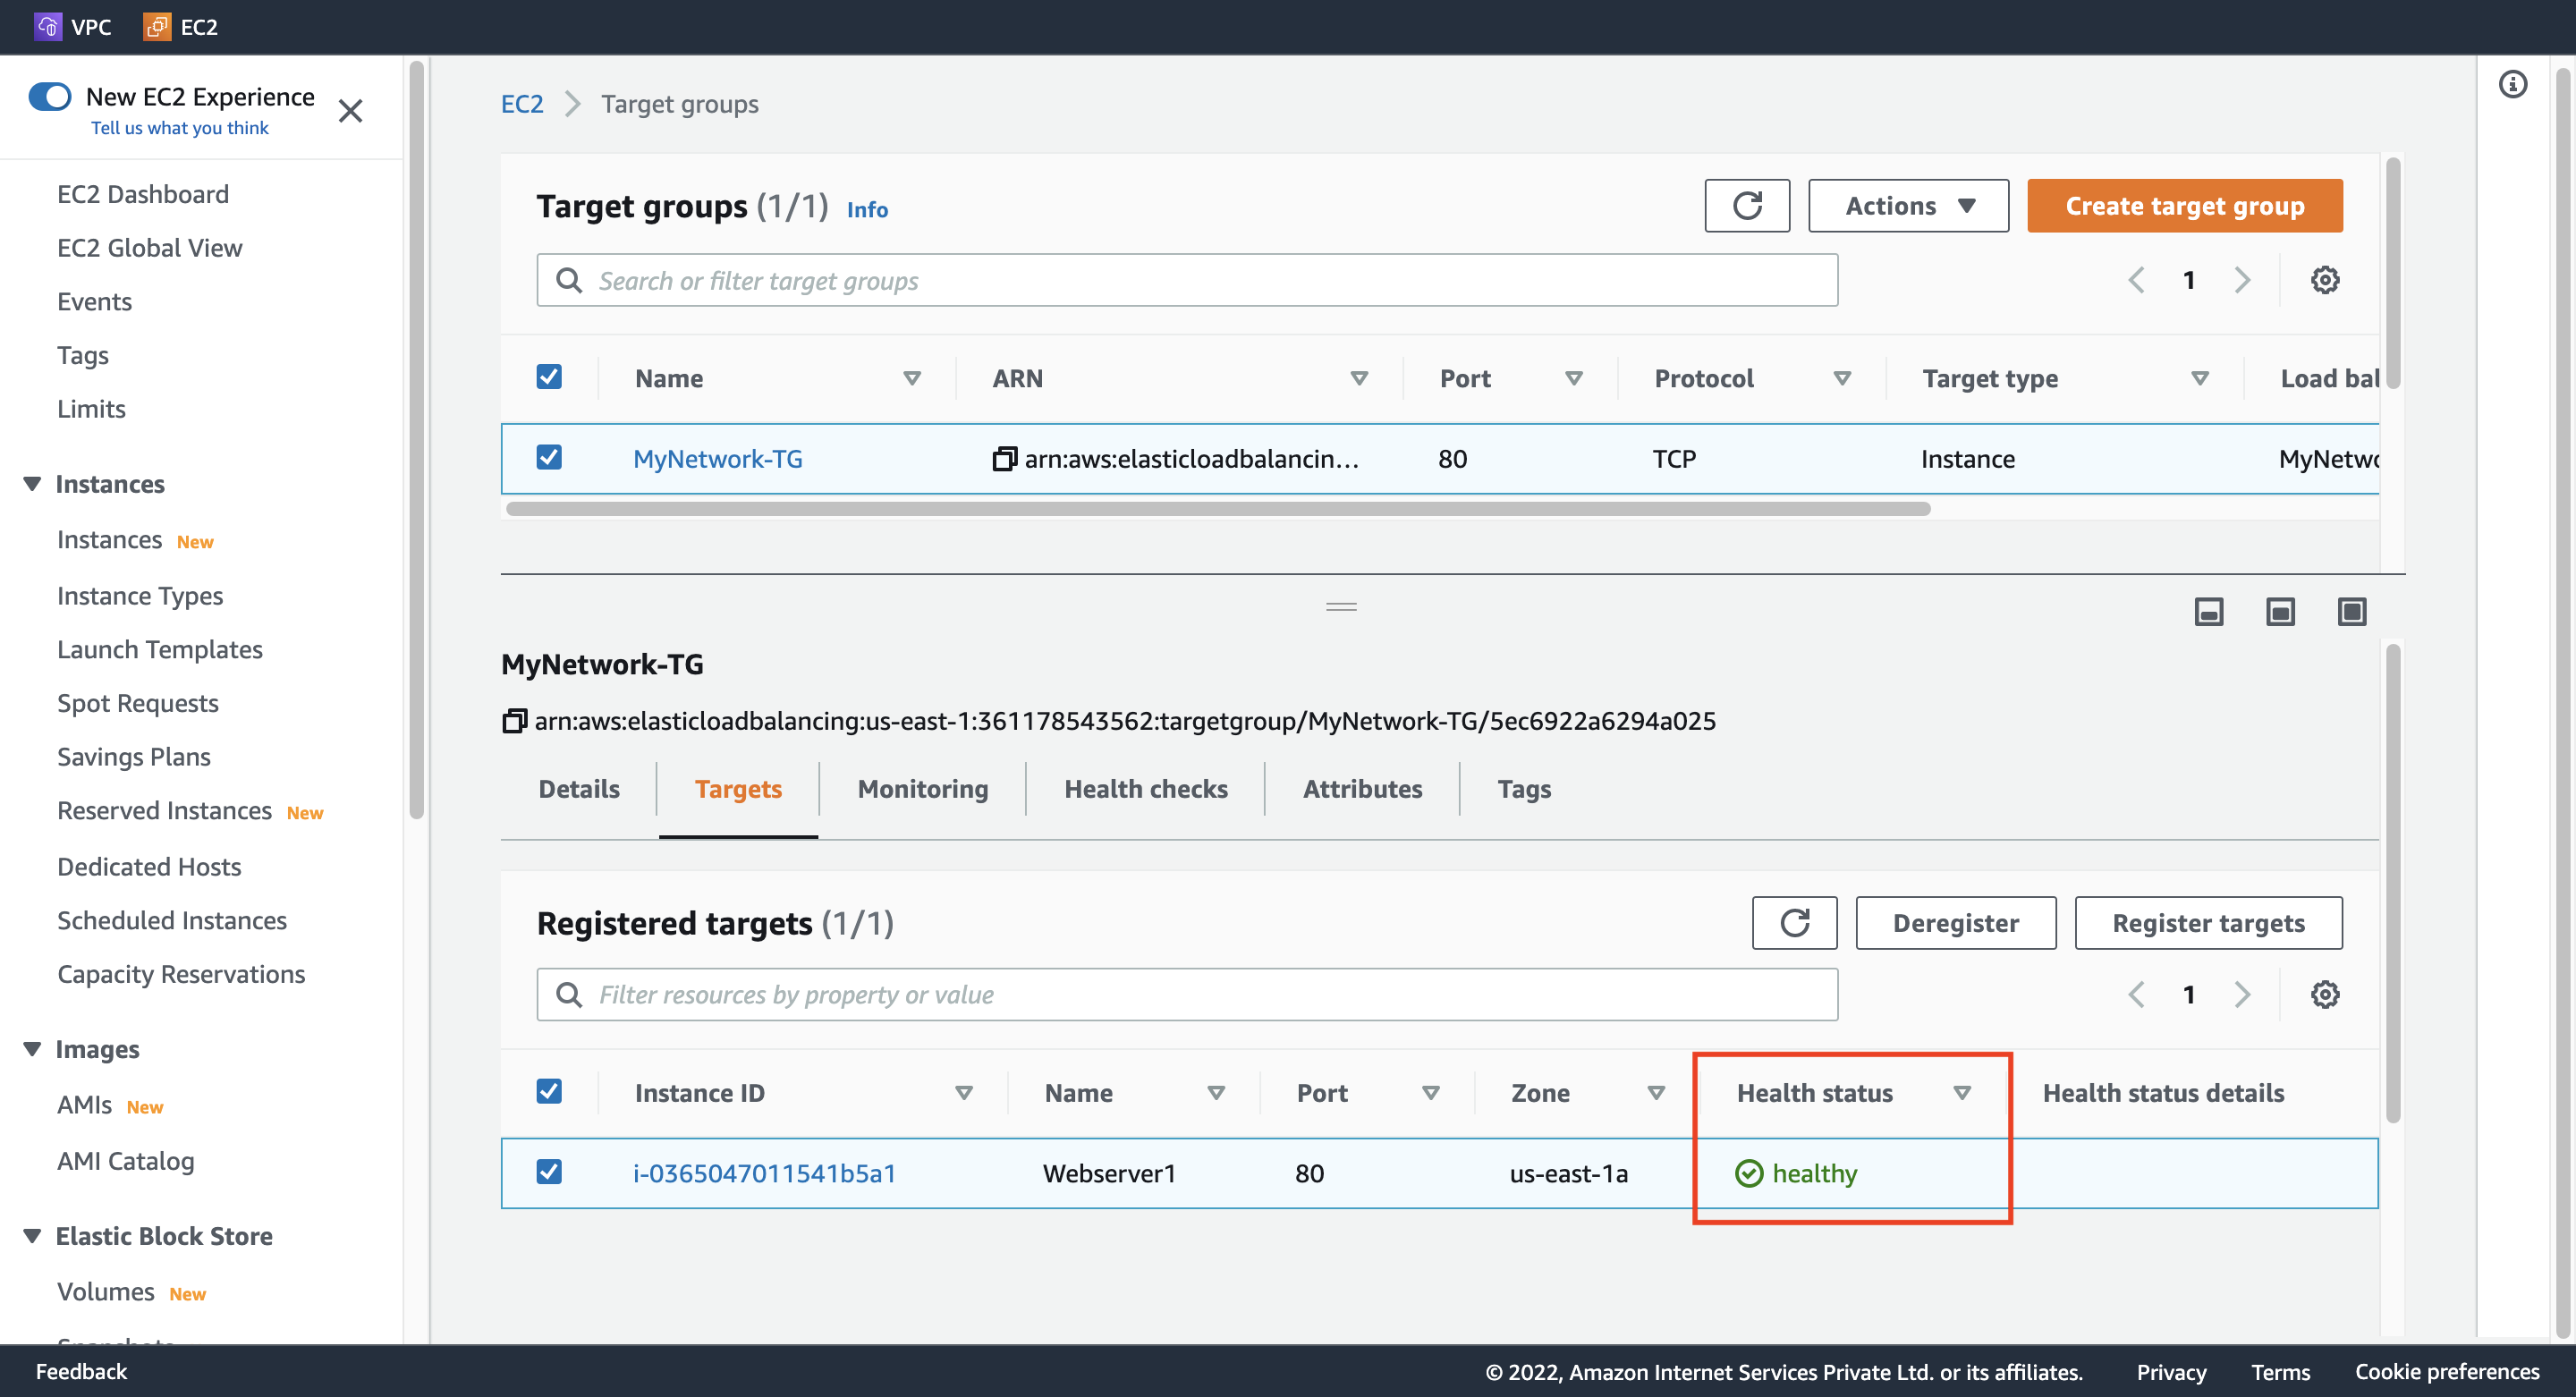 VPC EC2
New EC2 Experience
Tell us what you think
EC2 Dashboard
EC2 Global View
Events
Tags
Limits
Instances
Instances New
Instance Types
Launch Templates
Spot Requests
Savings Plans
Reserved Instances New
Dedicated Hosts
Scheduled Instances
Capacity Reservations
Images
AMIs New
AMI Catalog
Elastic Block Store
Volumes New
EC2 > Target groups
Target groups (1/1) Info
Actions
Create target group
Search or filter target groups
1
Name ARN Port Protocol Target type Load bal
MyNetwork-TG arn:aws:elasticloadbalancin... 80 TCP Instance MyNetwo
MyNetwork-TG
arn:aws:elasticloadbalancing:us-east-1:361178543562:targetgroup/MyNetwork-TG/5ec6922a6294a025
Details Targets Monitoring Health checks Attributes Tags
Registered targets (1/1)
Deregister
Register targets
Filter resources by property or value
1
Instance ID Name Port Zone Health status Health status details
i-0365047011541b5a1 Webserver1 80 us-east-1a healthy
Feedback
© 2022, Amazon Internet Services Private Ltd. or its affiliates. Privacy Terms Cookie preferences